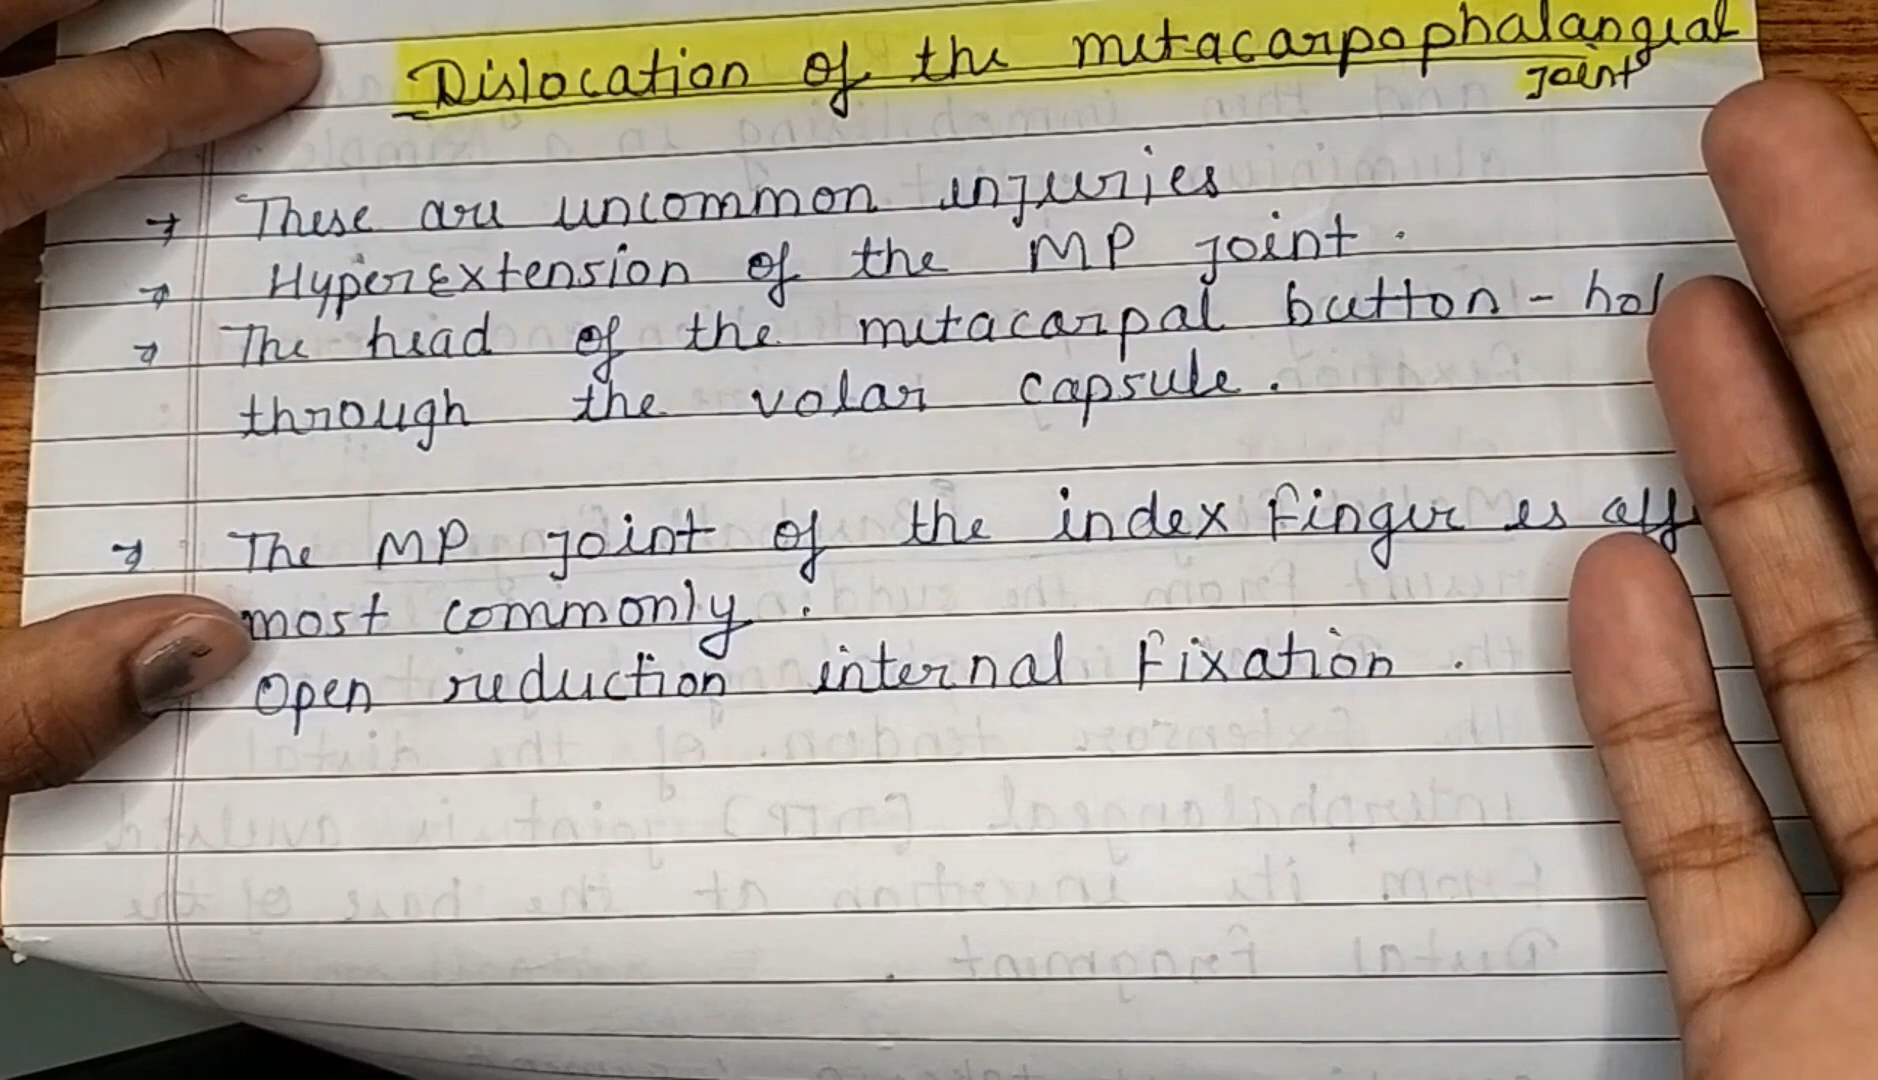 Dislocation of the metacarpophalangeal
joint
→ These are uncommon injuries
→ Hyperextension of the MP joint.
→ The head of the metacarpal button-hol
through the volar capsule.
→ The MP joint of the index finger is aff
most commonly.
Open reduction internal fixation.